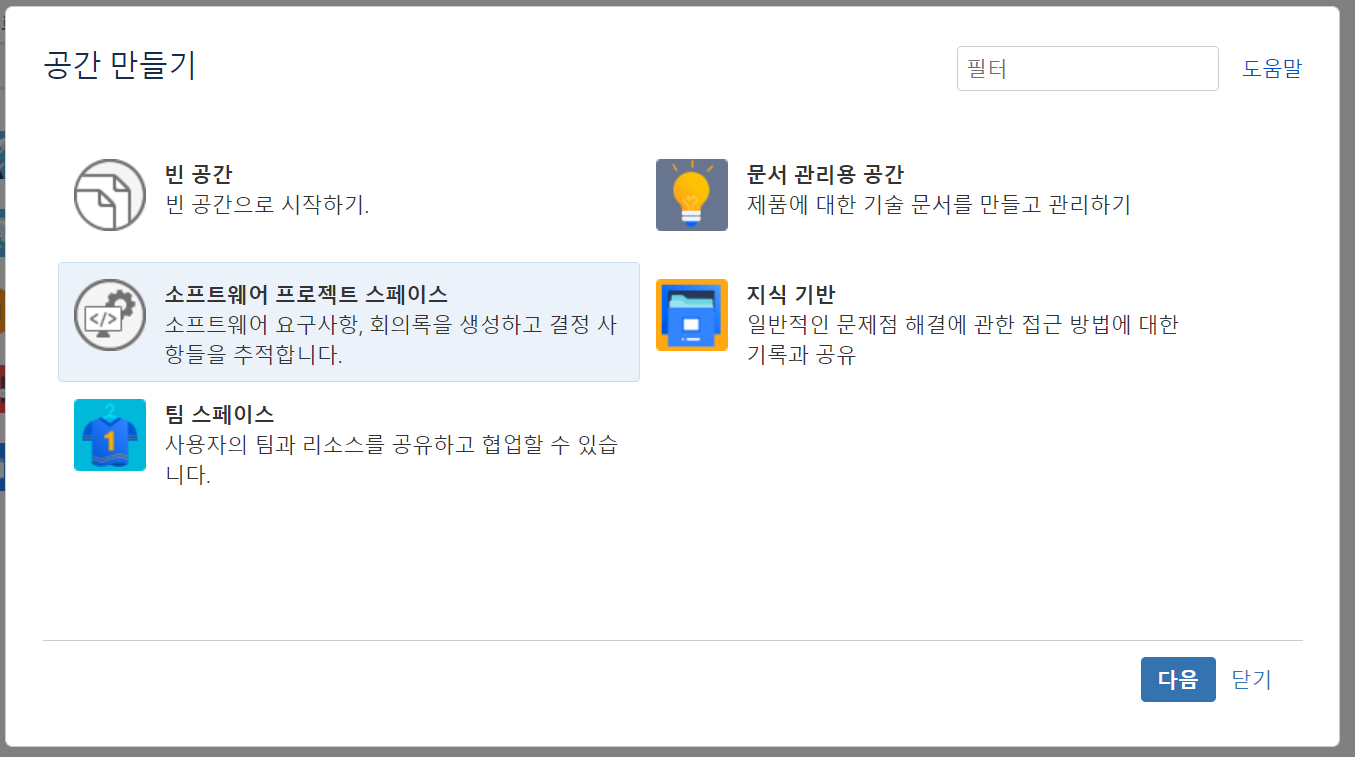 공간 만들기
필터
도움말
빈 공간
빈 공간으로 시작하기.
문서 관리용 공간
제품에 대한 기술 문서를 만들고 관리하기
소프트웨어 프로젝트 스페이스
소프트웨어 요구사항, 회의록을 생성하고 결정 사
항들을 추적합니다.
지식 기반
일반적인 문제점 해결에 관한 접근 방법에 대한
기록과 공유
팀 스페이스
사용자의 팀과 리소스를 공유하고 협업할 수 있습
니다.
다음
닫기